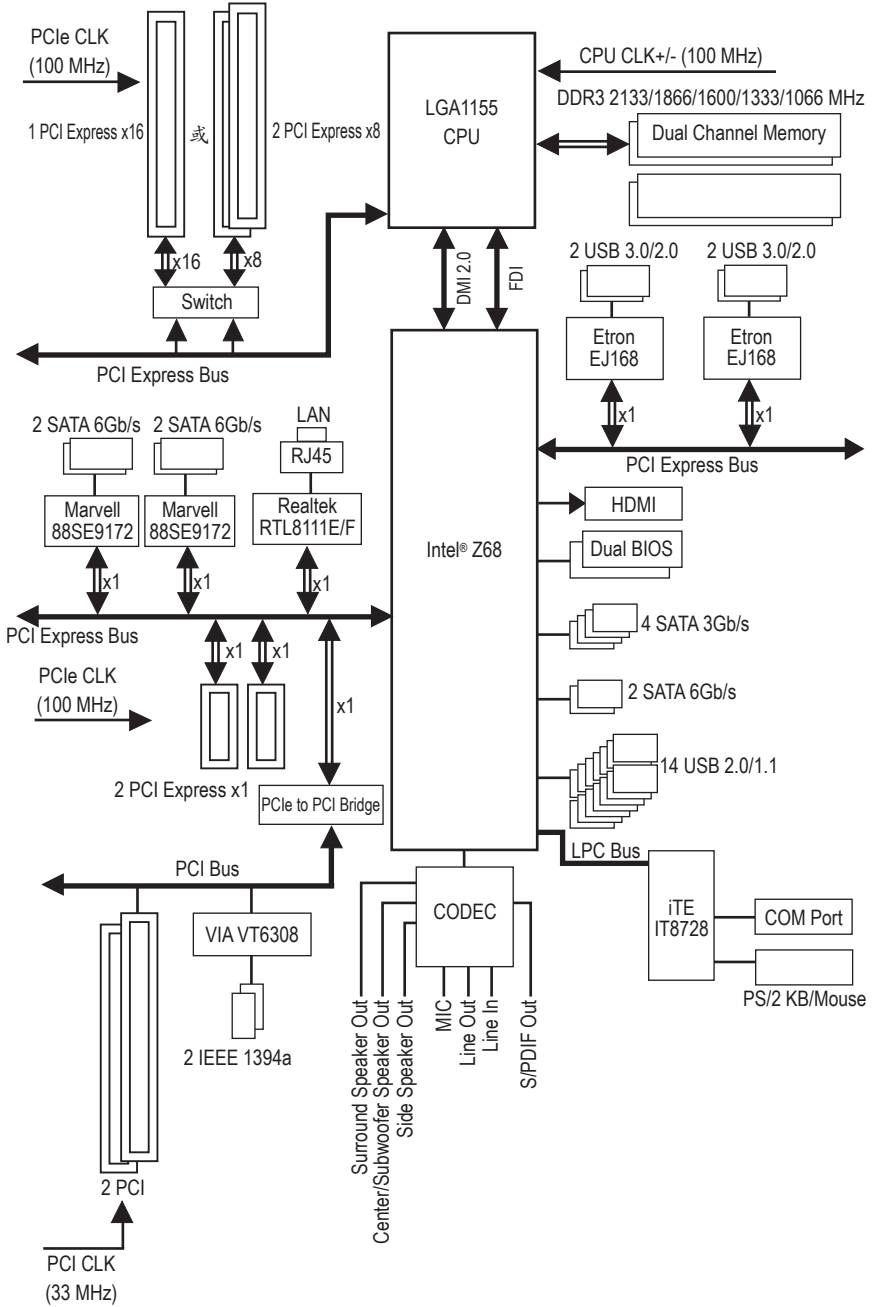 PCIe CLK
(100 MHz)
1 PCI Express x16
或
2 PCI Express x8
x16
x8
Switch
PCI Express Bus
LGA1155
CPU
CPU CLK+/- (100 MHz)
DDR3 2133/1866/1600/1333/1066 MHz
Dual Channel Memory
DMI 2.0
FDI
2 USB 3.0/2.0
2 USB 3.0/2.0
Etron
EJ168
Etron
EJ168
x1
x1
PCI Express Bus
2 SATA 6Gb/s
2 SATA 6Gb/s
LAN
RJ45
Marvell
88SE9172
Marvell
88SE9172
Realtek
RTL8111E/F
x1
x1
x1
PCI Express Bus
Intel® Z68
HDMI
Dual BIOS
4 SATA 3Gb/s
2 SATA 6Gb/s
14 USB 2.0/1.1
PCIe CLK
(100 MHz)
x1
x1
x1
2 PCI Express x1
PCIe to PCI Bridge
LPC Bus
PCI Bus
VIA VT6308
2 IEEE 1394a
CODEC
iTE
IT8728
COM Port
PS/2 KB/Mouse
Surround Speaker Out
Center/Subwoofer Speaker Out
Side Speaker Out
MIC
Line Out
Line In
S/PDIF Out
2 PCI
PCI CLK
(33 MHz)